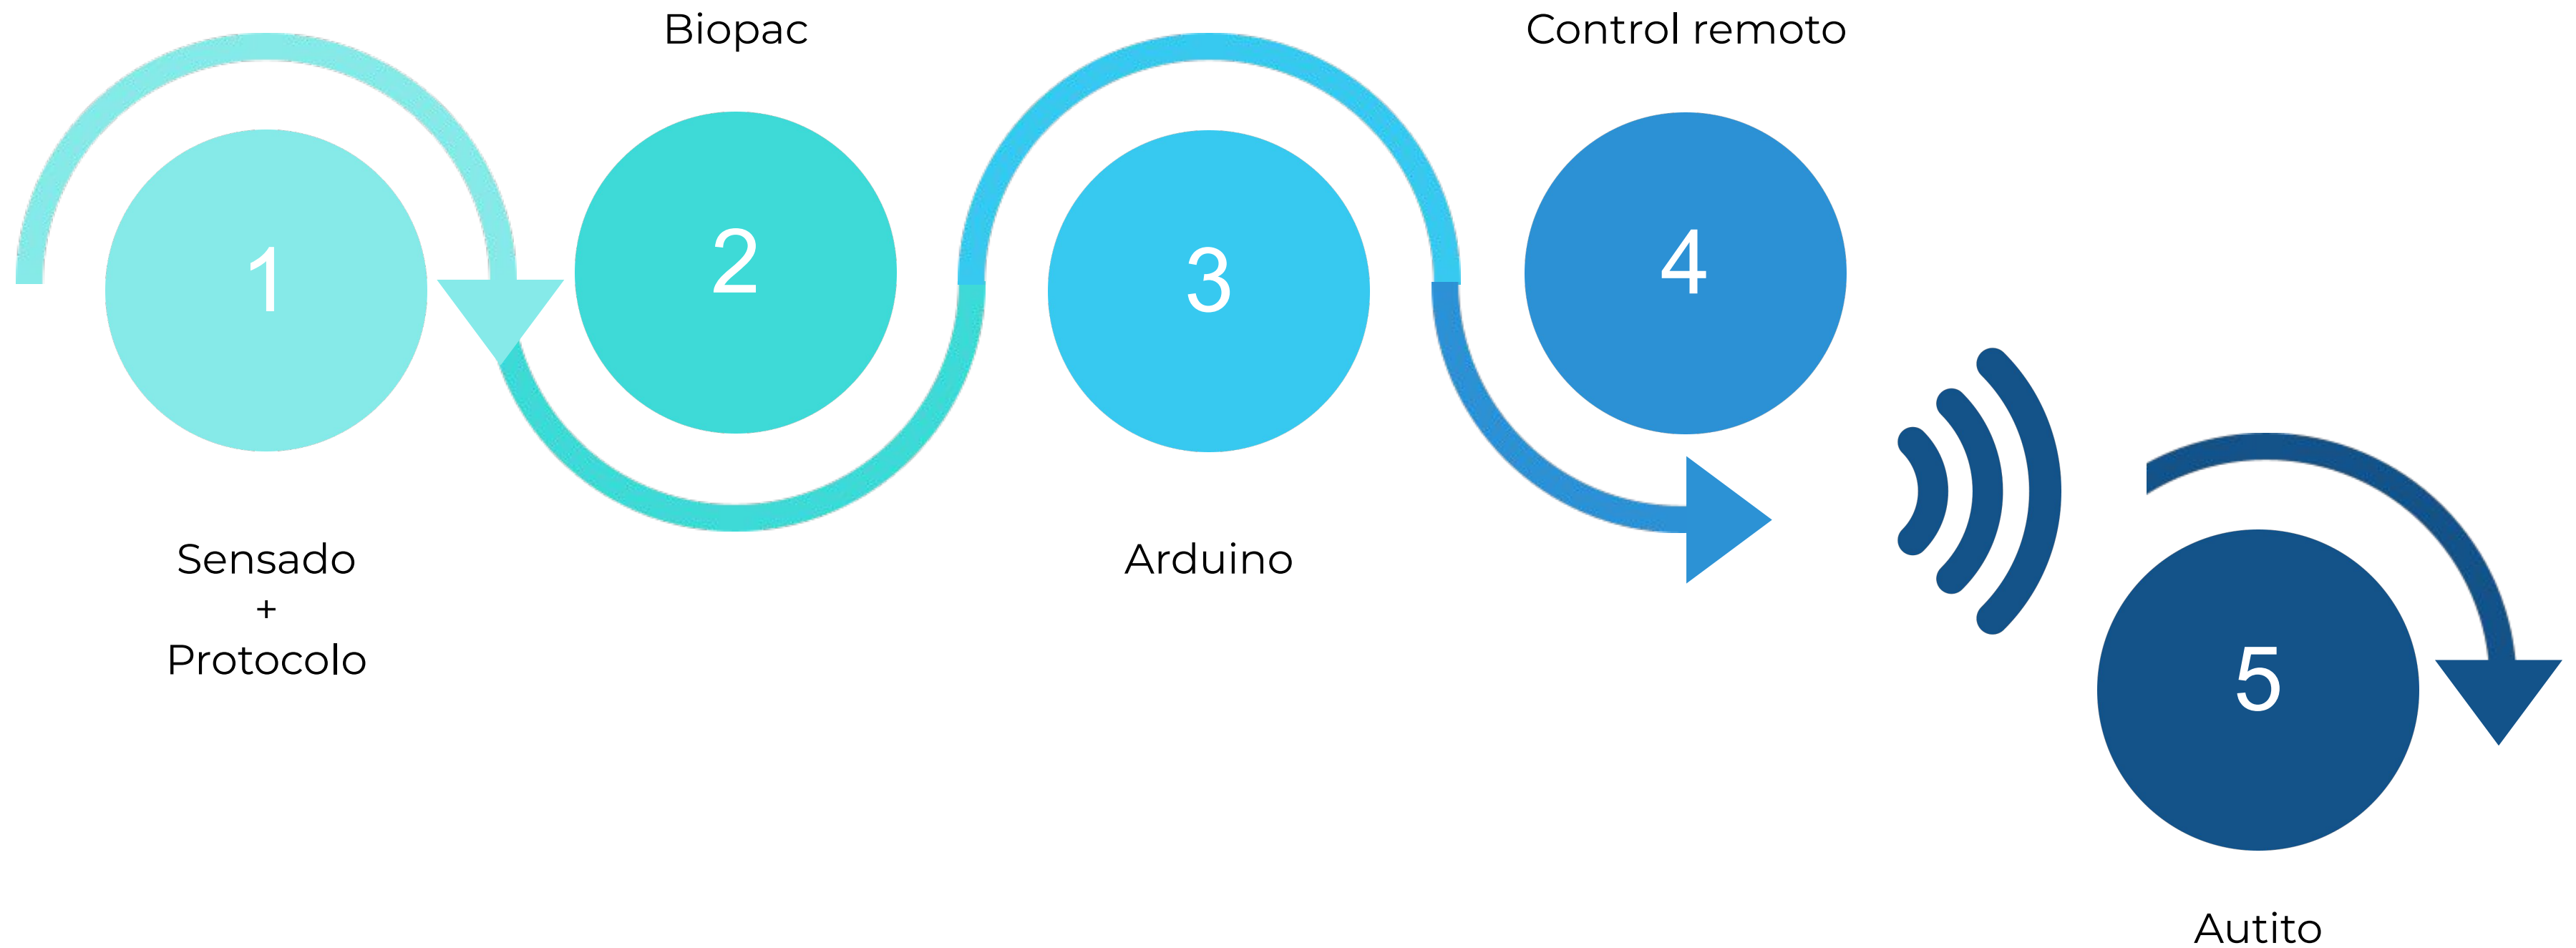 1
Sensado
+
Protocolo
Biopac
2
3
Arduino
Control remoto
4
5
Autito